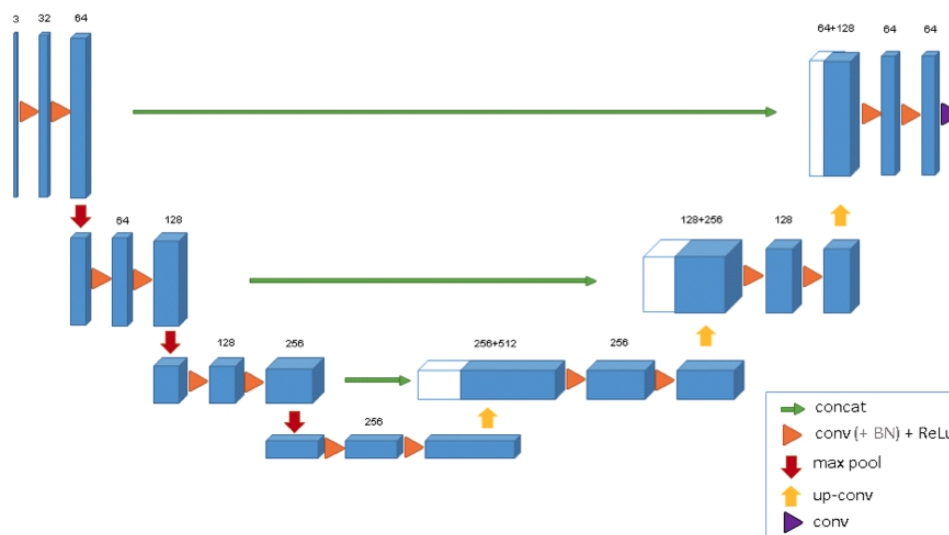 3 32 64 64+128 64 64
64 128 128+256 128
128 256 256+512 256
256
concat
conv (+ BN) + ReLu
max pool
up-conv
conv